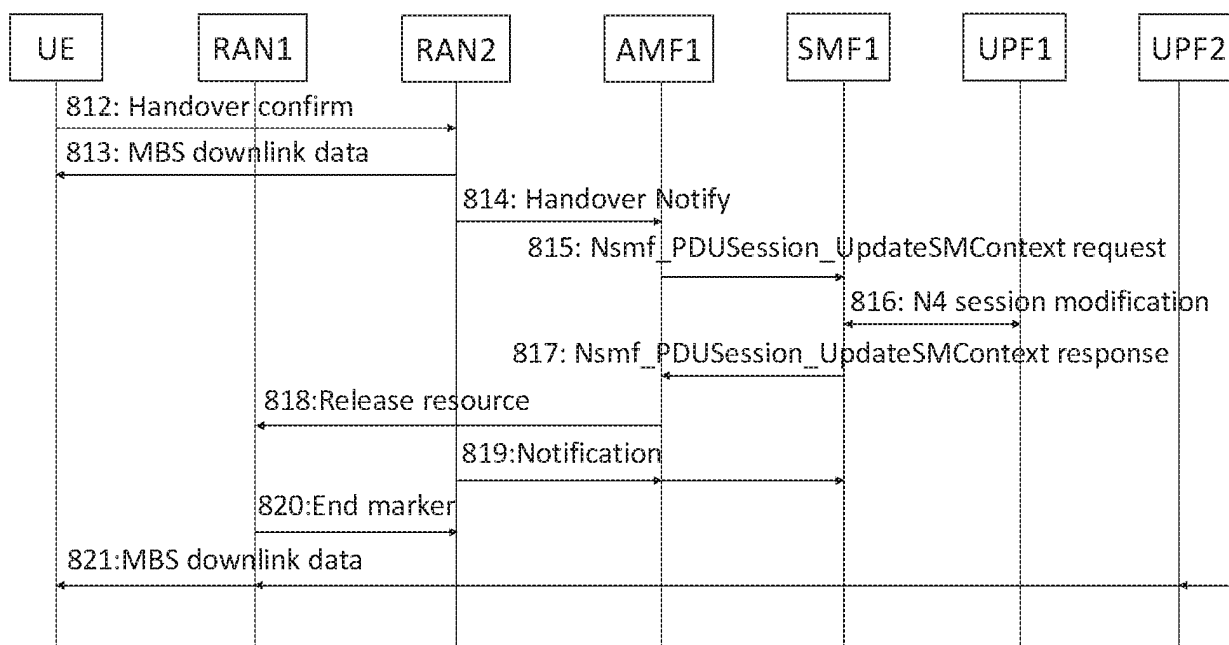 UE RAN1 RAN2 AMF1 SMF1 UPF1 UPF2
812: Handover confirm
813: MBS downlink data
814: Handover Notify
815: Nsmf_PDUSession_UpdateSMContext request
816: N4 session modification
817: Nsmf_PDUSession_UpdateSMContext response
818:Release resource
819:Notification
820:End marker
821:MBS downlink data